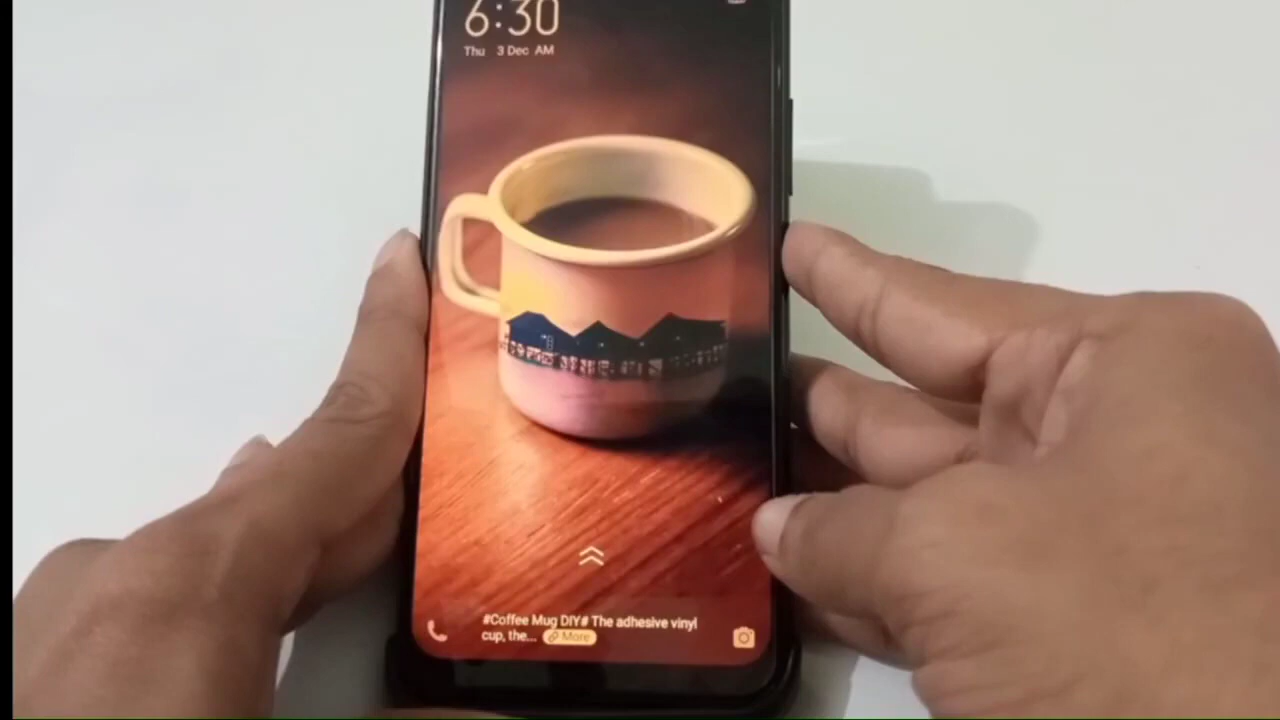 6:30
Thu 3 Dec AM
#Coffee Mug DIY# The adhesive vinyl
cup, the... More